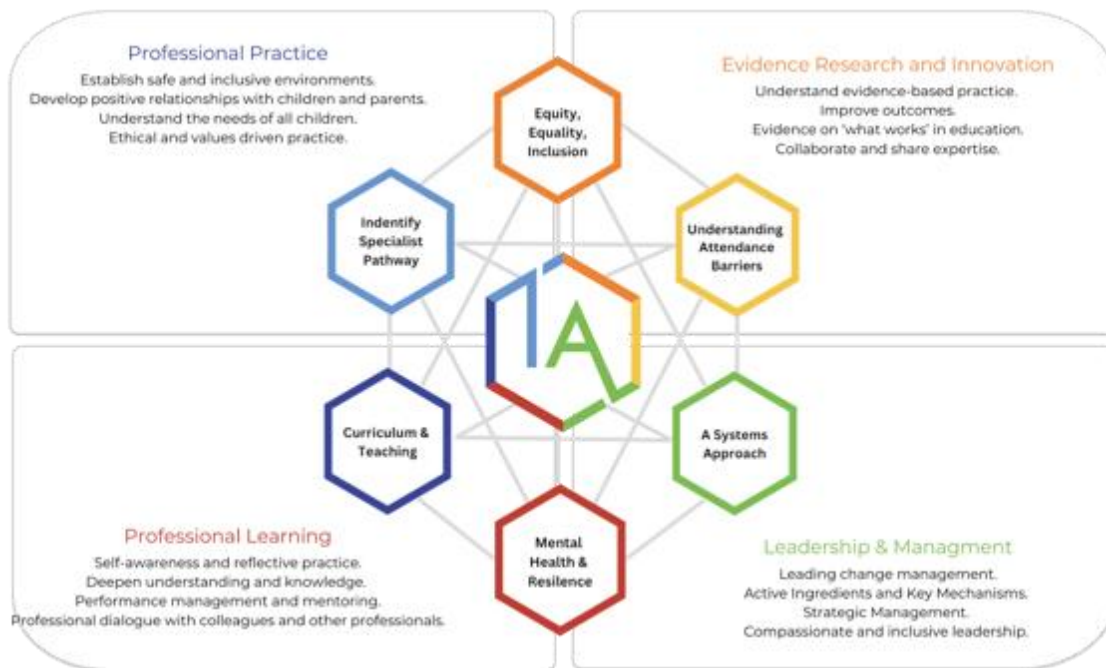 Professional Practice
Establish safe and inclusive environments.
Develop positive relationships with children and parents.
Understand the needs of all children.
Ethical and values driven practice.
Evidence Research and Innovation
Understand evidence-based practice.
Improve outcomes.
Evidence on 'what works' in education.
Collaborate and share expertise.
Equity,
Equality,
Inclusion
Indentify
Specialist
Pathway
Understanding
Attendance
Barriers
1A
Curriculum &
Teaching
A Systems
Approach
Mental
Health &
Resilence
Professional Learning
Self-awareness and reflective practice.
Deepen understanding and knowledge.
Performance management and mentoring.
Professional dialogue with colleagues and other professionals.
Leadership & Managment
Leading change management.
Active Ingredients and Key Mechanisms.
Strategic Management.
Compassionate and inclusive leadership.